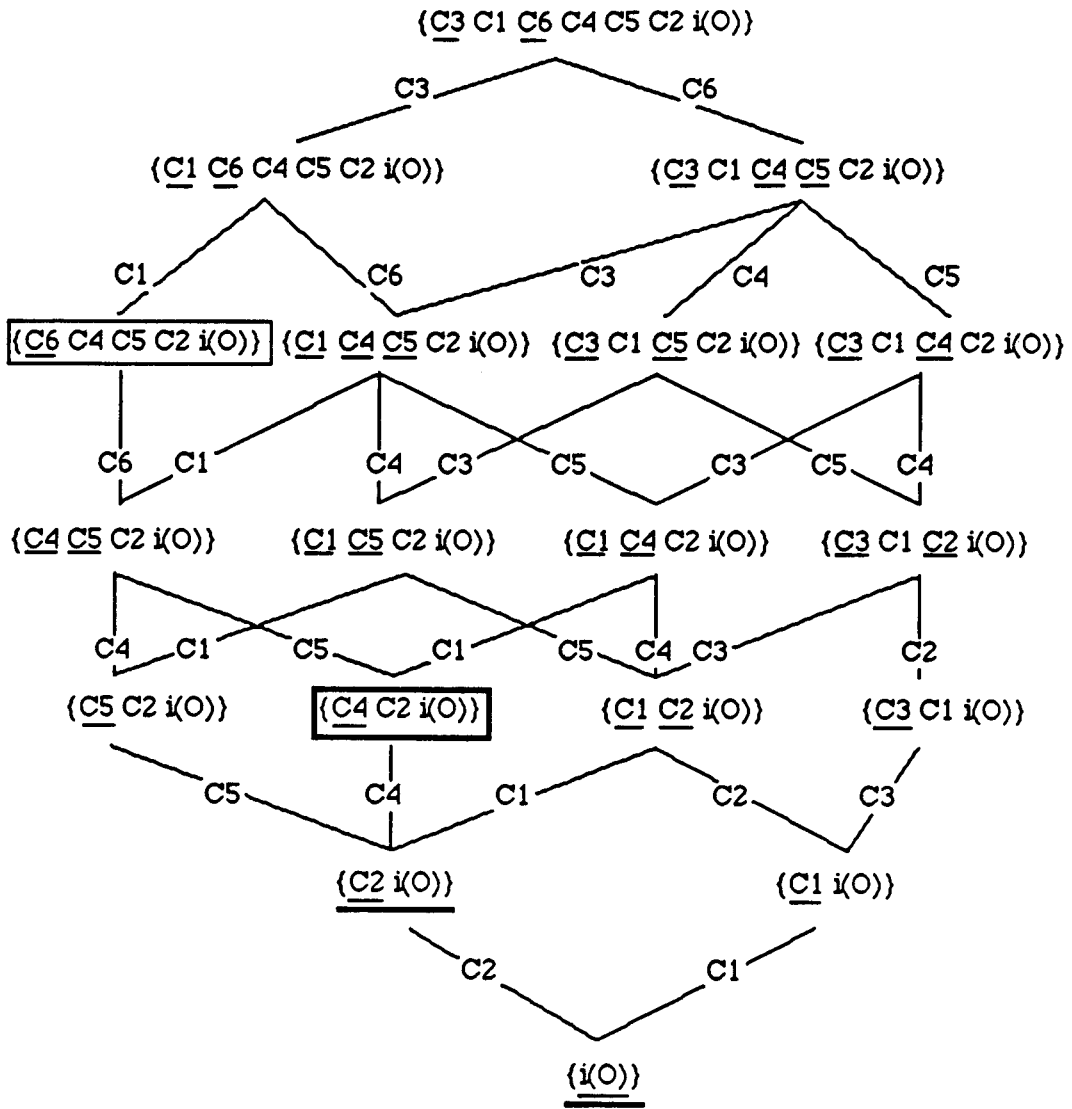 {C3 C1 C6 C4 C5 C2 i(O)}
C3 C6
{C1 C6 C4 C5 C2 i(O)} {C3 C1 C4 C5 C2 i(O)}
C1 C6 C3 C4 C5
{C6 C4 C5 C2 i(O)} {C1 C4 C5 C2 i(O)} {C3 C1 C5 C2 i(O)} {C3 C1 C4 C2 i(O)}
C6 C1 C4 C3 C5 C3 C5 C4
{C4 C5 C2 i(O)} {C1 C5 C2 i(O)} {C1 C4 C2 i(O)} {C3 C1 C2 i(O)}
C4 C1 C5 C1 C5 C4 C3 C2
{C5 C2 i(O)} {C4 C2 i(O)} {C1 C2 i(O)} {C3 C1 i(O)}
C5 C4 C1 C2 C3
{C2 i(O)} {C1 i(O)}
C2 C1
{i(O)}